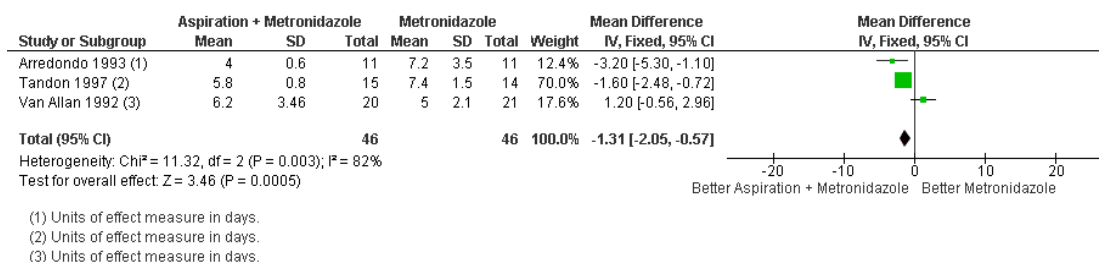 Aspiration + Metronidazole Metronidazole Mean Difference Mean Difference
Study or Subgroup Mean SD Total Mean SD Total Weight IV, Fixed, 95% CI IV, Fixed, 95% CI
Arredondo 1993 (1) 4 0.6 11 7.2 3.5 11 12.4% -3.20 [-5.30, -1.10]
Tandon 1997 (2) 5.8 0.8 15 7.4 1.5 14 70.0% -1.60 [-2.48, -0.72]
Van Allan 1992 (3) 6.2 3.46 20 5 2.1 21 17.6% 1.20 [-0.56, 2.96]
Total (95% CI) 46 46 100.0% -1.31 [-2.05, -0.57]
Heterogeneity: Chi² = 11.32, df = 2 (P = 0.003); I² = 82%
Test for overall effect: Z = 3.46 (P = 0.0005)
-20 -10 0 10 20
Better Aspiration + Metronidazole Better Metronidazole
(1) Units of effect measure in days.
(2) Units of effect measure in days.
(3) Units of effect measure in days.